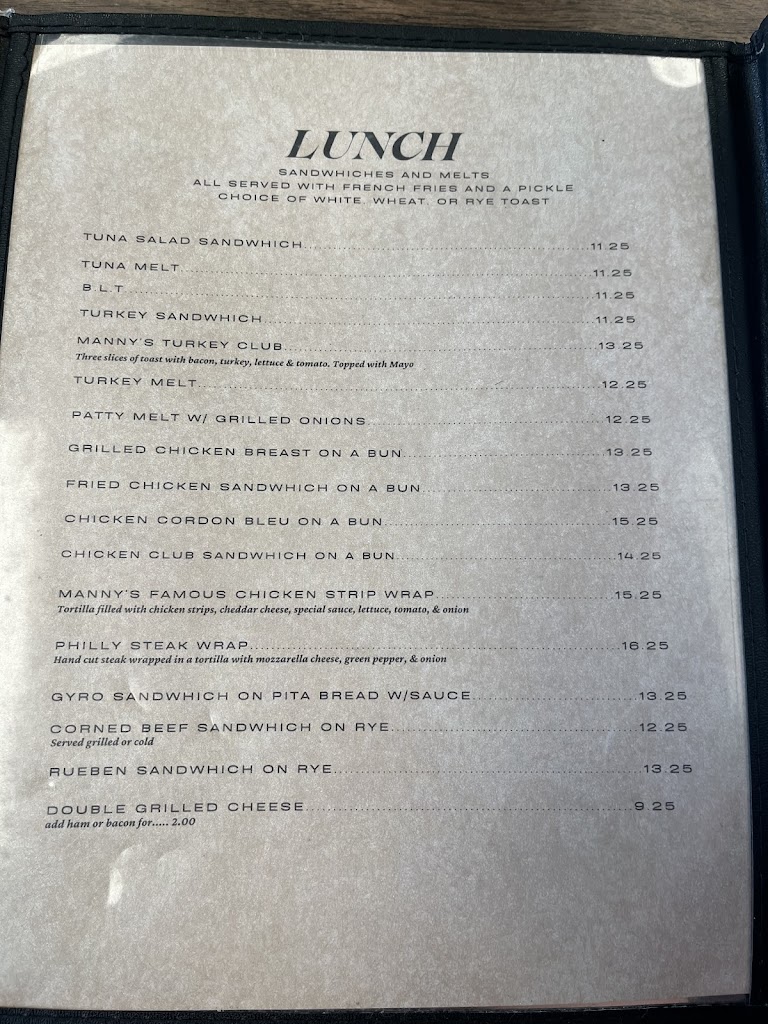 LUNCH
SANDWHICHES AND MELTS
ALL SERVED WITH FRENCH FRIES AND A PICKLE
CHOICE OF WHITE, WHEAT, OR RYE TOAST
TUNA SALAD SANDWHICH 11.25
TUNA MELT 11.25
B.L.T 11.25
TURKEY SANDWHICH 11.25
MANNY'S TURKEY CLUB 13.25
Three slices of toast with bacon, turkey, lettuce & tomato. Topped with Mayo
TURKEY MELT 12.25
PATTY MELT W/ GRILLED ONIONS 12.25
GRILLED CHICKEN BREAST ON A BUN 13.25
FRIED CHICKEN SANDWHICH ON A BUN 13.25
CHICKEN CORDON BLEU ON A BUN 15.25
CHICKEN CLUB SANDWHICH ON A BUN 14.25
MANNY'S FAMOUS CHICKEN STRIP WRAP 15.25
Tortilla filled with chicken strips, cheddar cheese, special sauce, lettuce, tomato, & onion
PHILLY STEAK WRAP 16.25
Hand cut steak wrapped in a tortilla with mozzarella cheese, green pepper, & onion
GYRO SANDWHICH ON PITA BREAD W/SAUCE 13.25
CORNED BEEF SANDWHICH ON RYE 12.25
Served grilled or cold
RUEBEN SANDWHICH ON RYE 13.25
DOUBLE GRILLED CHEESE 9.25
add ham or bacon for..... 2.00